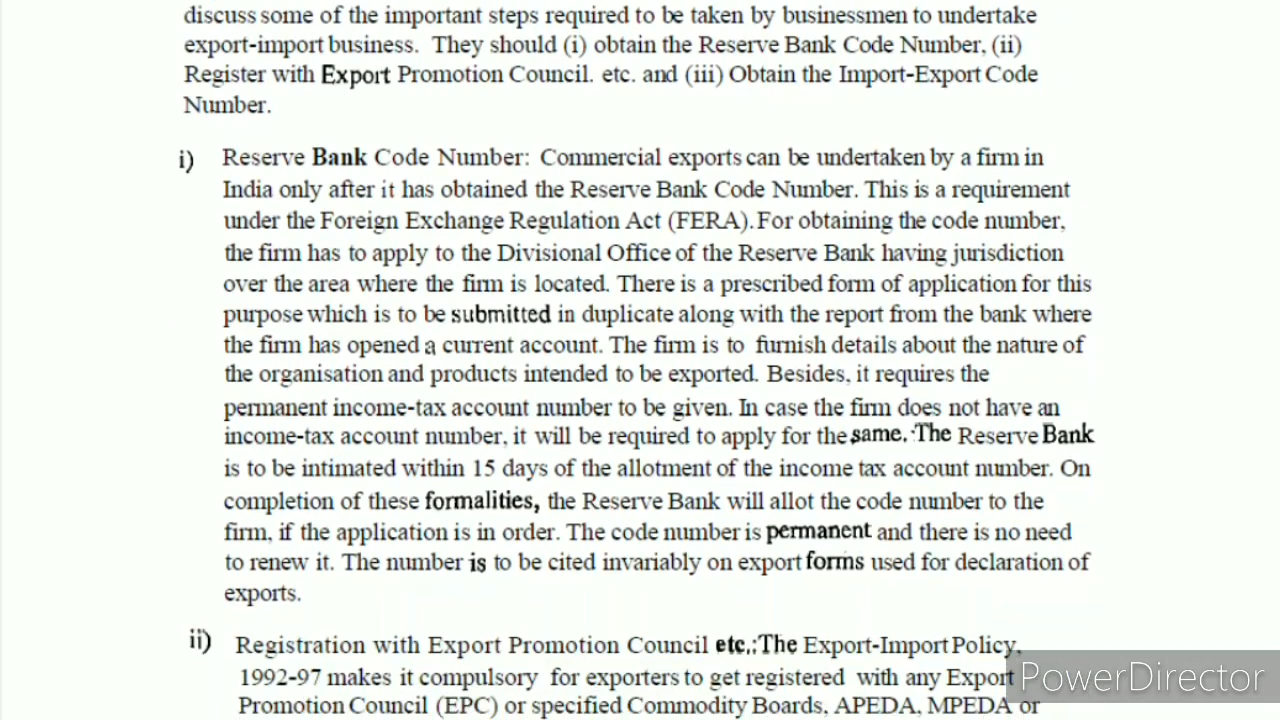 discuss some of the important steps required to be taken by businessmen to undertake
export-import business. They should (i) obtain the Reserve Bank Code Number, (ii)
Register with Export Promotion Council. etc. and (iii) Obtain the Import-Export Code
Number.
i) Reserve Bank Code Number: Commercial exports can be undertaken by a firm in
India only after it has obtained the Reserve Bank Code Number. This is a requirement
under the Foreign Exchange Regulation Act (FERA). For obtaining the code number,
the firm has to apply to the Divisional Office of the Reserve Bank having jurisdiction
over the area where the firm is located. There is a prescribed form of application for this
purpose which is to be submitted in duplicate along with the report from the bank where
the firm has opened a current account. The firm is to furnish details about the nature of
the organisation and products intended to be exported. Besides, it requires the
permanent income-tax account number to be given. In case the firm does not have an
income-tax account number, it will be required to apply for the same. The Reserve Bank
is to be intimated within 15 days of the allotment of the income tax account number. On
completion of these formalities, the Reserve Bank will allot the code number to the
firm, if the application is in order. The code number is permanent and there is no need
to renew it. The number is to be cited invariably on export forms used for declaration of
exports.
ii) Registration with Export Promotion Council etc.: The Export-Import Policy,
1992-97 makes it compulsory for exporters to get registered with any Export
Promotion Council (EPC) or specified Commodity Boards, APEDA, MPEDA or
PowerDirector